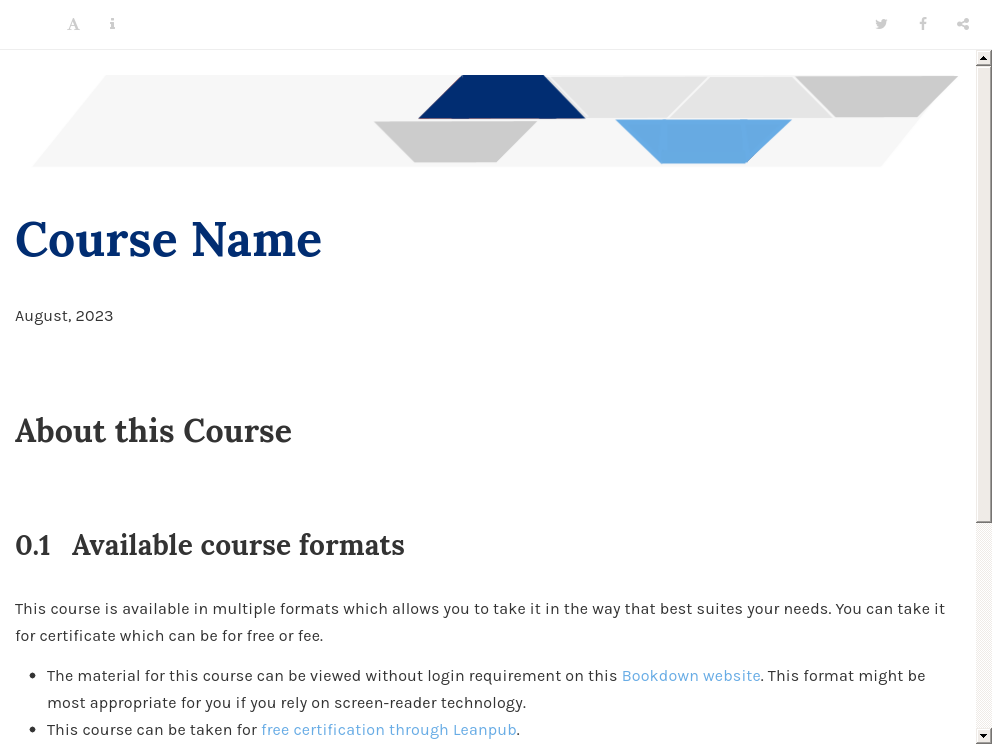 Course Name
August, 2023
About this Course
0.1 Available course formats
This course is available in multiple formats which allows you to take it in the way that best suites your needs. You can take it
for certificate which can be for free or fee.
The material for this course can be viewed without login requirement on this Bookdown website. This format might be
most appropriate for you if you rely on screen-reader technology.
This course can be taken for free certification through Leanpub.